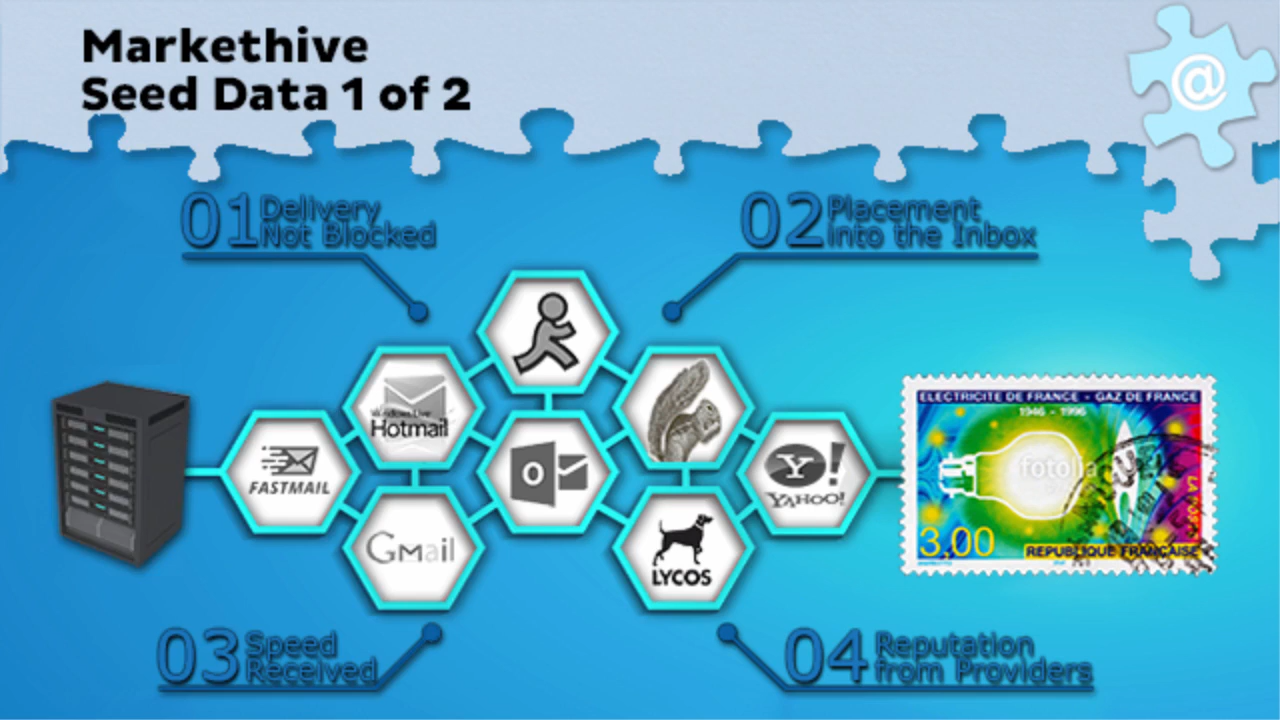 Markethive
Seed Data 1 of 2
@
01 Delivery
Not Blocked
02 Placement
into the Inbox
Windows Live
Hotmail
FASTMAIL
O
Y!
YAHOO!
GMail
LYCOS
ELECTRICITE DE FRANCE - GAZ DE FRANCE
1946 - 1996
fotolia
LA POSTE
3,00
REPUBLIQUE FRANÇAISE
03 Speed
Received
04 Reputation
from Providers